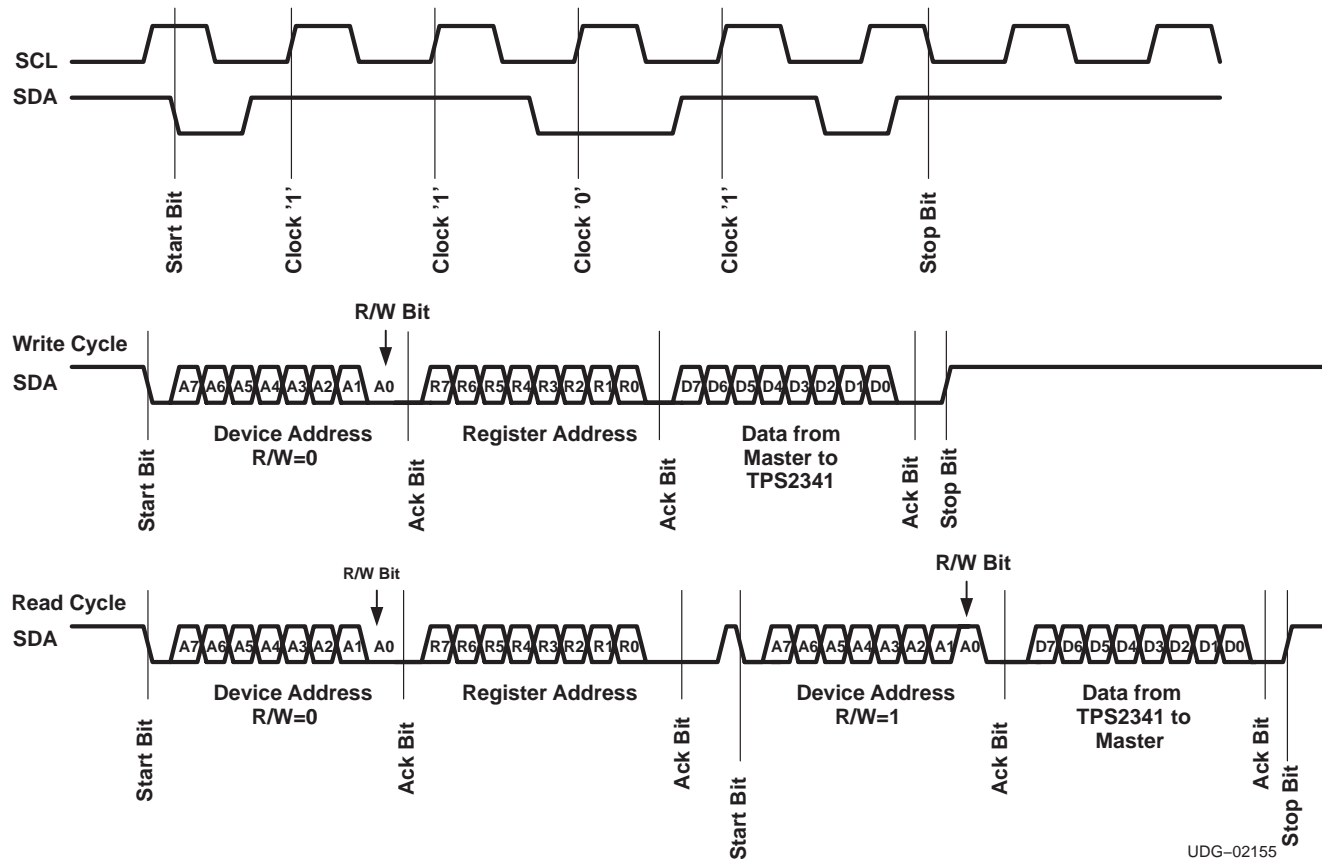 SCL
SDA
Start Bit
Clock '1'
Clock '1'
Clock '0'
Clock '1'
Stop Bit
R/W Bit
Write Cycle
SDA
A7 A6 A5 A4 A3 A2 A1 A0 R7 R6 R5 R4 R3 R2 R1 R0 D7 D6 D5 D4 D3 D2 D1 D0
Device Address
R/W=0
Register Address
Data from
Master to
TPS2341
Start Bit
Ack Bit
Ack Bit
Ack Bit
Stop Bit
R/W Bit
R/W Bit
Read Cycle
SDA
A7 A6 A5 A4 A3 A2 A1 A0 R7 R6 R5 R4 R3 R2 R1 R0 A7 A6 A5 A4 A3 A2 A1 A0 D7 D6 D5 D4 D3 D2 D1 D0
Device Address
R/W=0
Register Address
Device Address
R/W=1
Data from
TPS2341 to
Master
Start Bit
Ack Bit
Ack Bit
Start Bit
Ack Bit
Ack Bit
Stop Bit
UDG–02155